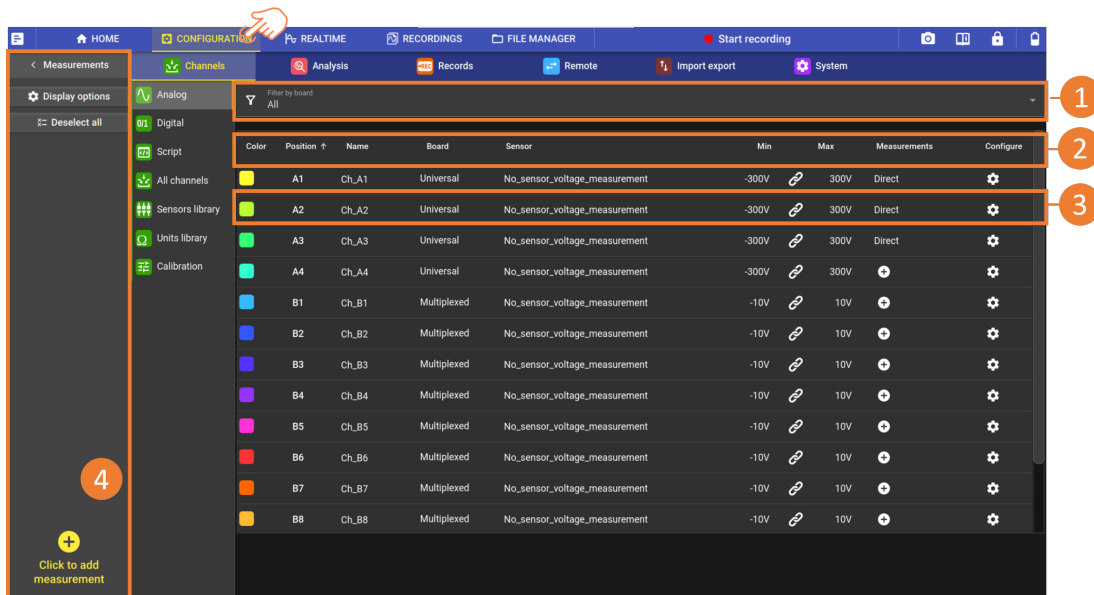 HOME CONFIGURATION REALTIME RECORDINGS FILE MANAGER Start recording
Measurements Channels Analysis REC Records Remote Import export System
Display options
Deselect all
Analog
0/1 Digital
Script
All channels
Sensors library
Units library
Calibration
Filter by board
All
1
Color Position ↑ Name Board Sensor Min Max Measurements Configure
2
A1 Ch_A1 Universal No_sensor_voltage_measurement -300V 300V Direct
A2 Ch_A2 Universal No_sensor_voltage_measurement -300V 300V Direct
3
A3 Ch_A3 Universal No_sensor_voltage_measurement -300V 300V Direct
A4 Ch_A4 Universal No_sensor_voltage_measurement -300V 300V
B1 Ch_B1 Multiplexed No_sensor_voltage_measurement -10V 10V
B2 Ch_B2 Multiplexed No_sensor_voltage_measurement -10V 10V
B3 Ch_B3 Multiplexed No_sensor_voltage_measurement -10V 10V
B4 Ch_B4 Multiplexed No_sensor_voltage_measurement -10V 10V
B5 Ch_B5 Multiplexed No_sensor_voltage_measurement -10V 10V
B6 Ch_B6 Multiplexed No_sensor_voltage_measurement -10V 10V
B7 Ch_B7 Multiplexed No_sensor_voltage_measurement -10V 10V
B8 Ch_B8 Multiplexed No_sensor_voltage_measurement -10V 10V
4
Click to add
measurement